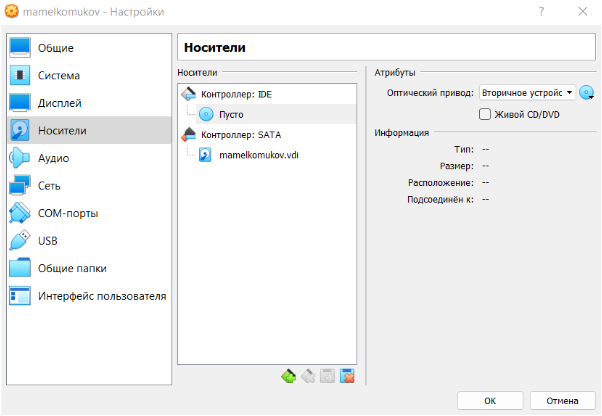 mamelkomukov - Настройки
Общие
Система
Дисплей
Носители
Аудио
Сеть
COM-порты
USB
Общие папки
Интерфейс пользователя
Носители
Носители
Контроллер: IDE
Пусто
Контроллер: SATA
mamelkomukov.vdi
Атрибуты
Оптический привод: Вторичное устройс
Живой CD/DVD
Информация
Тип: --
Размер: --
Расположение: --
Подсоединён к: --
OK Отмена